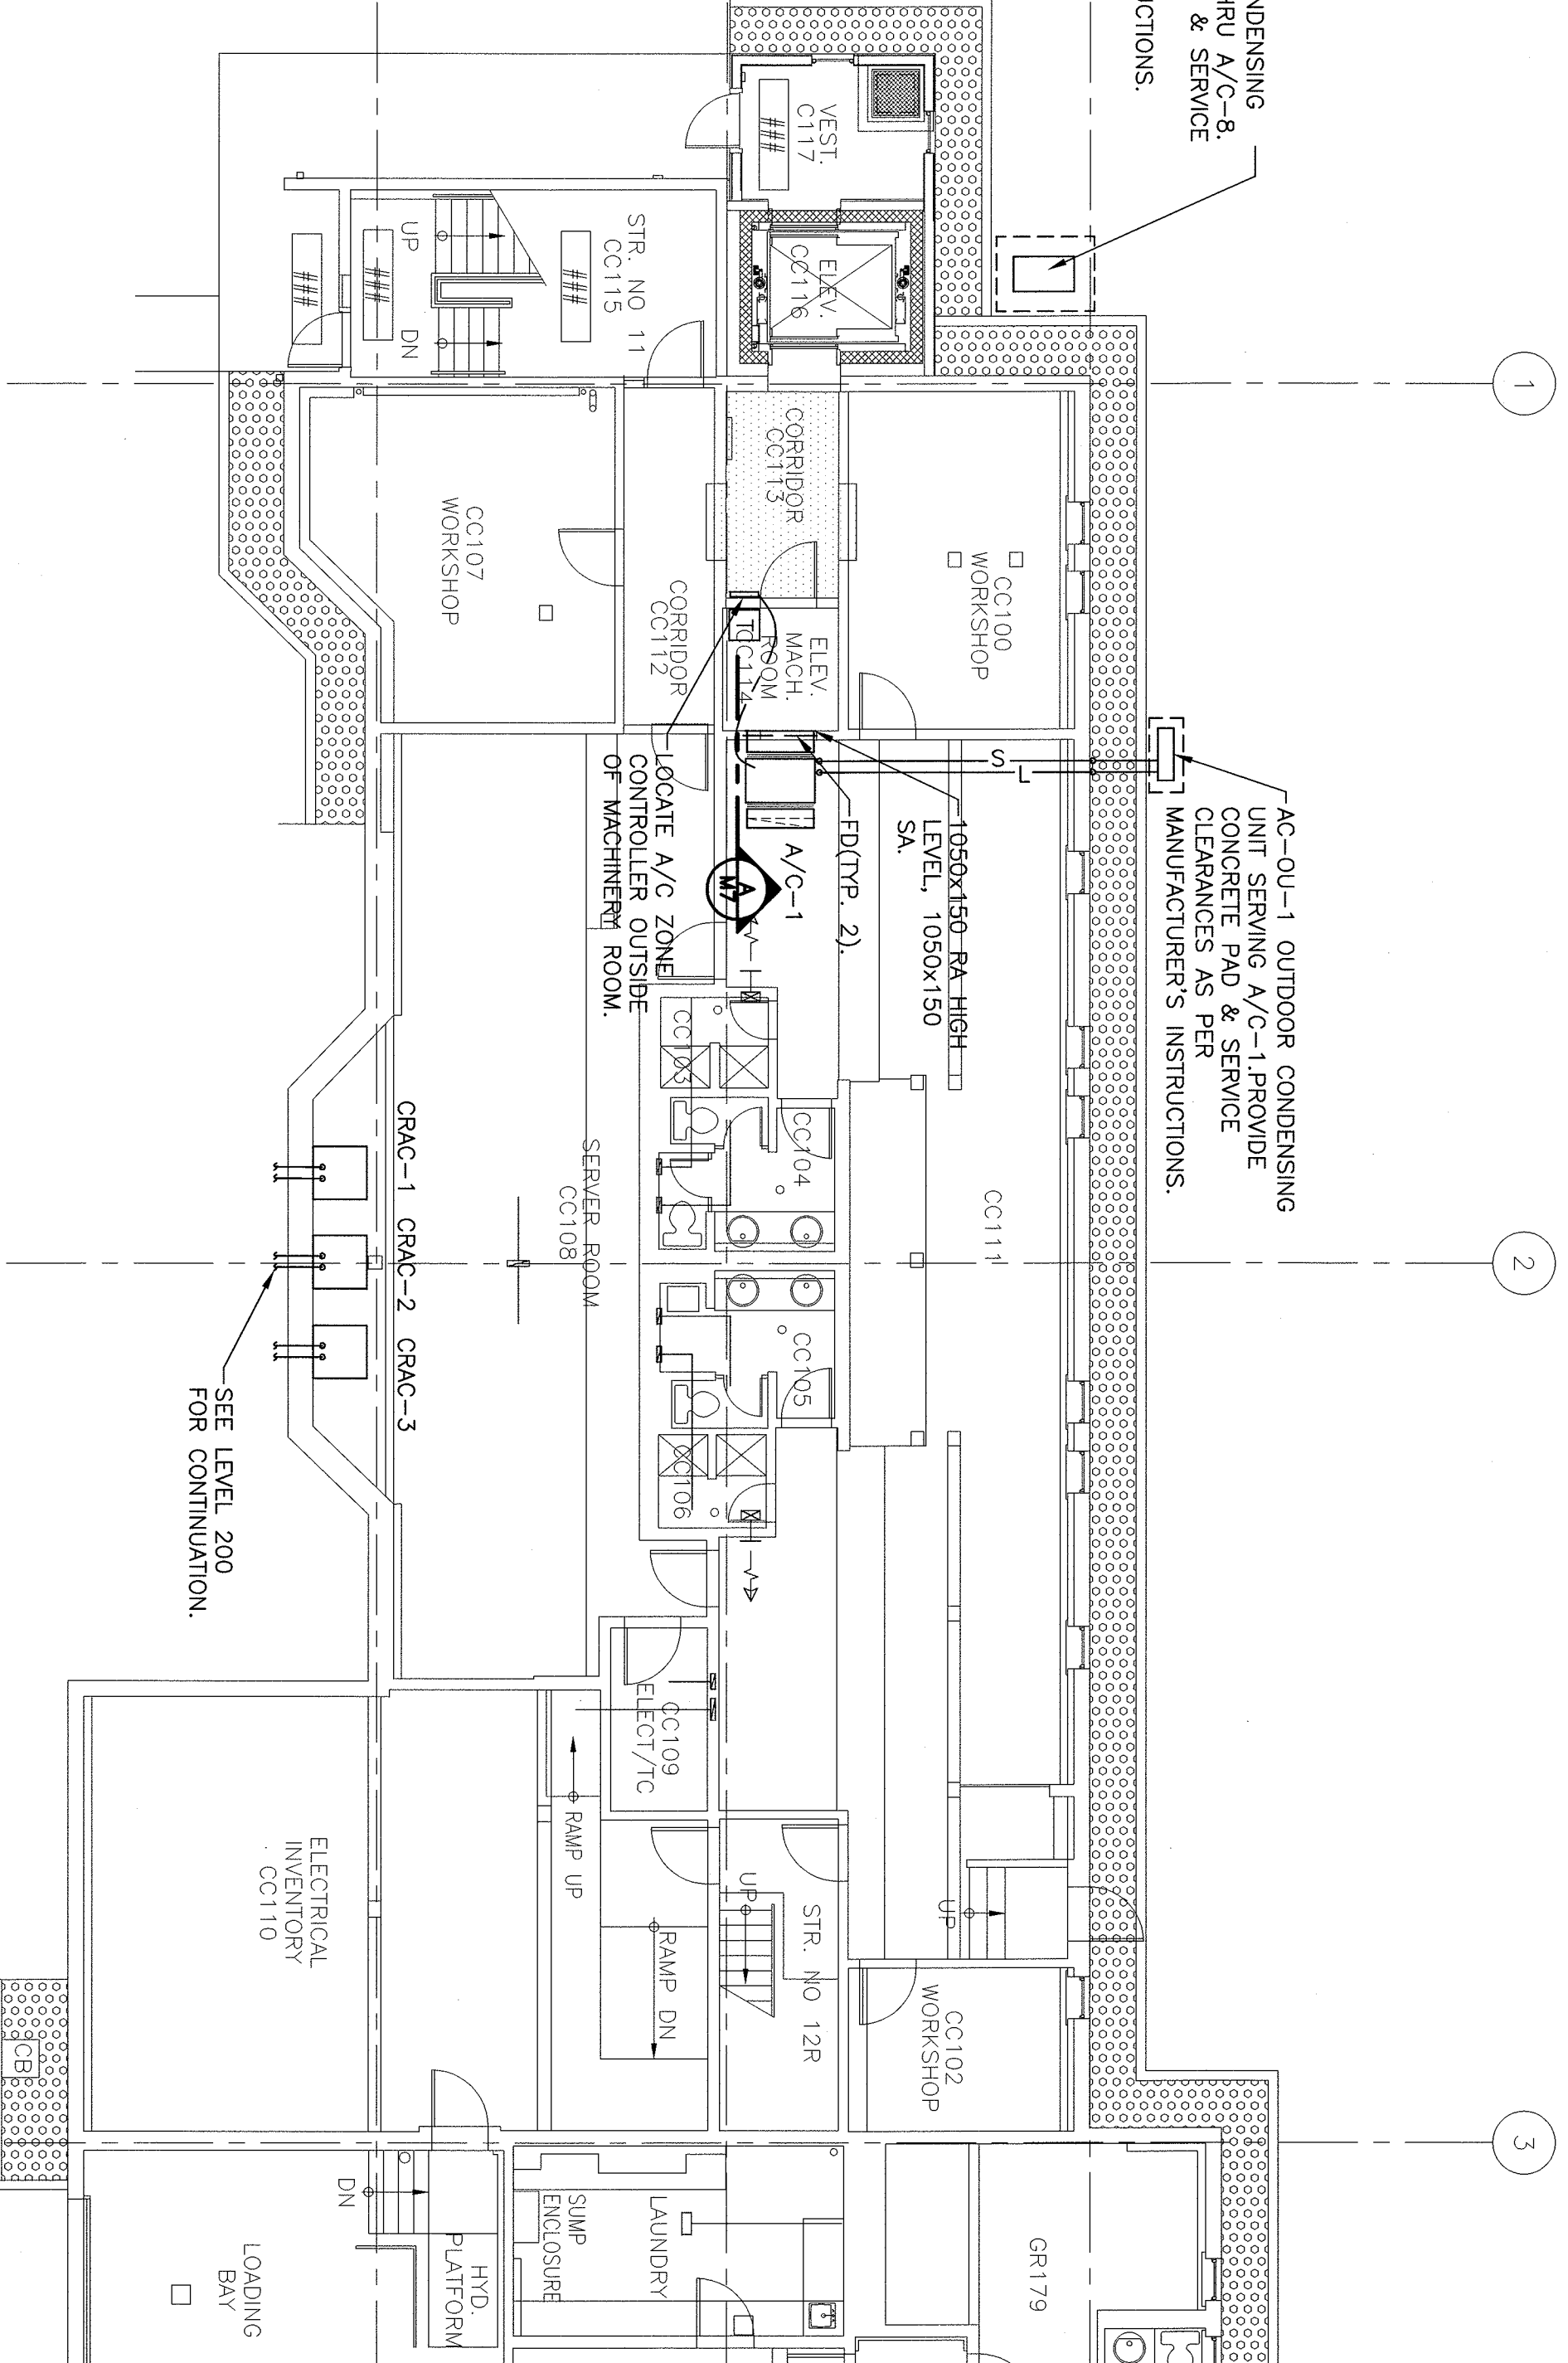 NDENSING
HRU A/C-8.
& SERVICE
JCTIONS.
1
2
3
AC-OU-1 OUTDOOR CONDENSING
UNIT SERVING A/C-1.PROVIDE
CONCRETE PAD & SERVICE
CLEARANCES AS PER
MANUFACTURER'S INSTRUCTIONS.
VEST.
C117
###
ELEV.
CC116
STR. NO 11
CC115
###
###
###
UP
DN
CORRIDOR
CC113
CC100
WORKSHOP
CC107
WORKSHOP
CORRIDOR
CC112
ELEV.
MACH.
ROOM
CC114
TC
S
L
1050x150 RA HIGH
LEVEL, 1050x150
SA.
FD(TYP. 2).
A/C-1
A
M7
LOCATE A/C ZONE
CONTROLLER OUTSIDE
OF MACHINERY ROOM.
CC103
CC104
CC111
CC105
CC106
SERVER ROOM
CC108
CRAC-1 CRAC-2 CRAC-3
SEE LEVEL 200
FOR CONTINUATION.
CC109
ELECT/TC
RAMP UP
RAMP DN
UP
STR. NO 12R
UP
CC102
WORKSHOP
ELECTRICAL
INVENTORY
CC110
CB
DN
HYD.
PLATFORM
LOADING
BAY
SUMP
ENCLOSURE
LAUNDRY
GR179